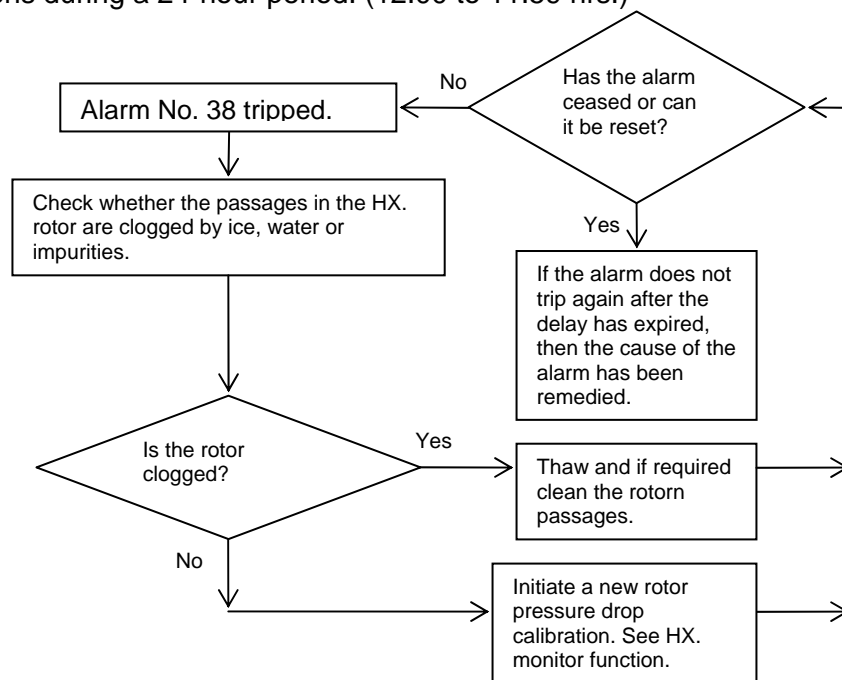 during a 24-hour period. (12:00 to 11:59 hrs.)
Alarm No. 38 tripped.
No
Has the alarm
ceased or can
it be reset?
Check whether the passages in the HX.
rotor are clogged by ice, water or
impurities.
Yes
If the alarm does not
trip again after the
delay has expired,
then the cause of the
alarm has been
remedied.
Is the rotor
clogged?
Yes
Thaw and if required
clean the rotorn
passages.
No
Initiate a new rotor
pressure drop
calibration. See HX.
monitor function.